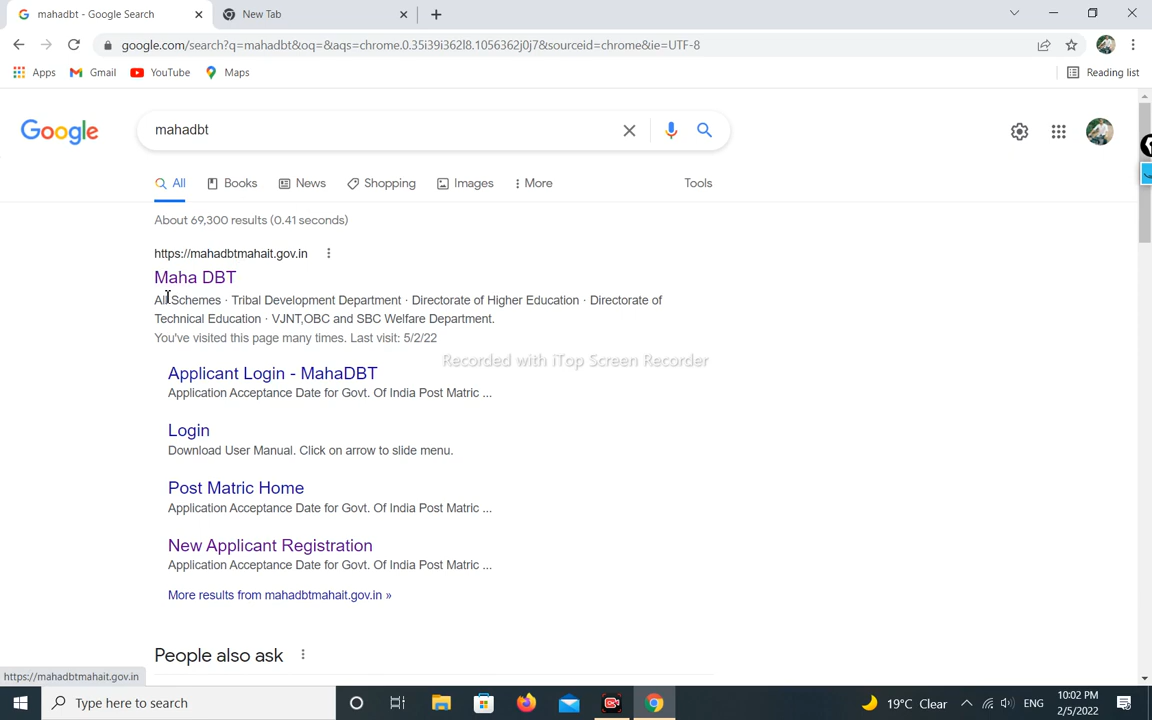 mahadbt - Google Search
New Tab
google.com/search?q=mahadbt&oq=&aqs=chrome.0.35i39i362l8.1056362j0j7&sourceid=chrome&ie=UTF-8
Apps Gmail YouTube Maps Reading list
Google mahadbt
All Books News Shopping Images More Tools
About 69,300 results (0.41 seconds)
https://mahadbtmahait.gov.in
Maha DBT
All Schemes · Tribal Development Department · Directorate of Higher Education · Directorate of
Technical Education · VJNT,OBC and SBC Welfare Department.
You've visited this page many times. Last visit: 5/2/22
Recorded with iTop Screen Recorder
Applicant Login - MahaDBT
Application Acceptance Date for Govt. Of India Post Matric ...
Login
Download User Manual. Click on arrow to slide menu.
Post Matric Home
Application Acceptance Date for Govt. Of India Post Matric ...
New Applicant Registration
Application Acceptance Date for Govt. Of India Post Matric ...
More results from mahadbtmahait.gov.in »
People also ask
https://mahadbtmahait.gov.in
Type here to search
19°C Clear
ENG
10:02 PM
2/5/2022